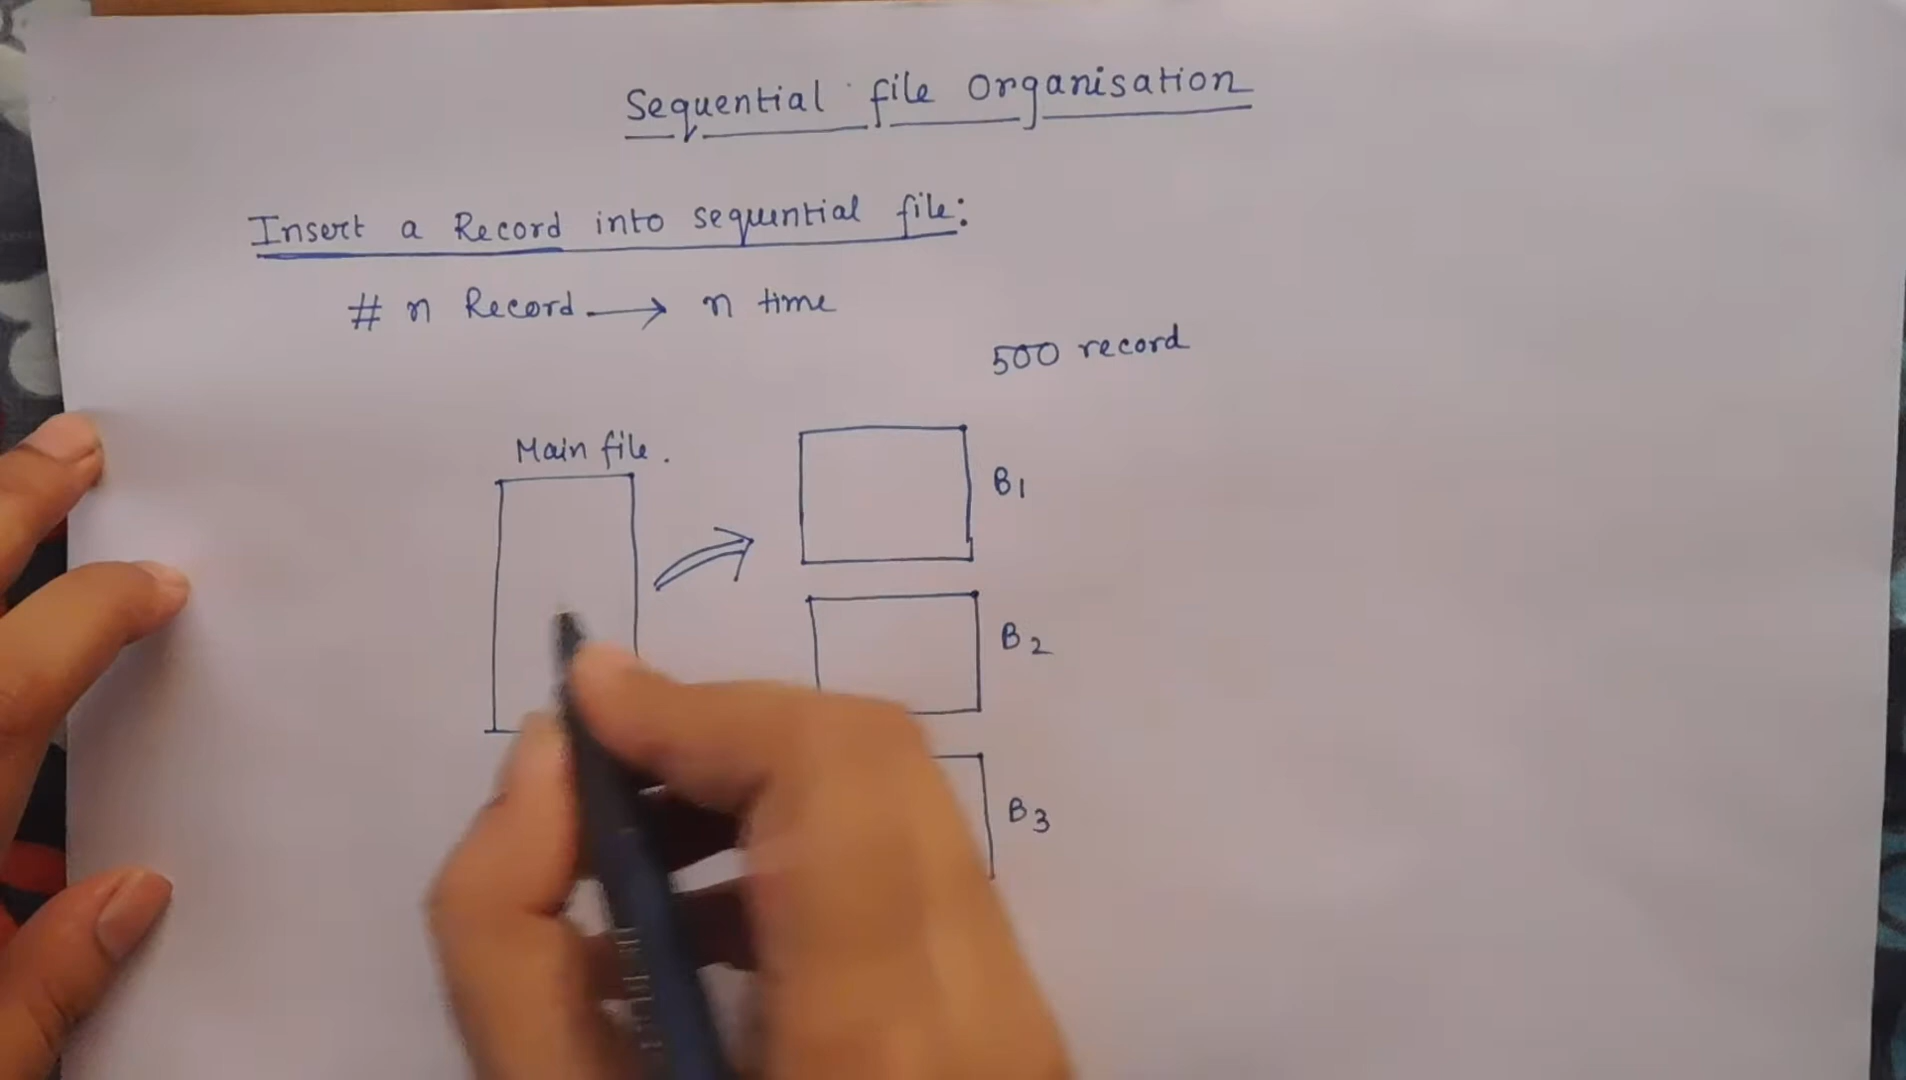 Sequential file Organisation
Insert a Record into sequential file:
# n Record → n time
500 record
Main file.
B1
B2
B3